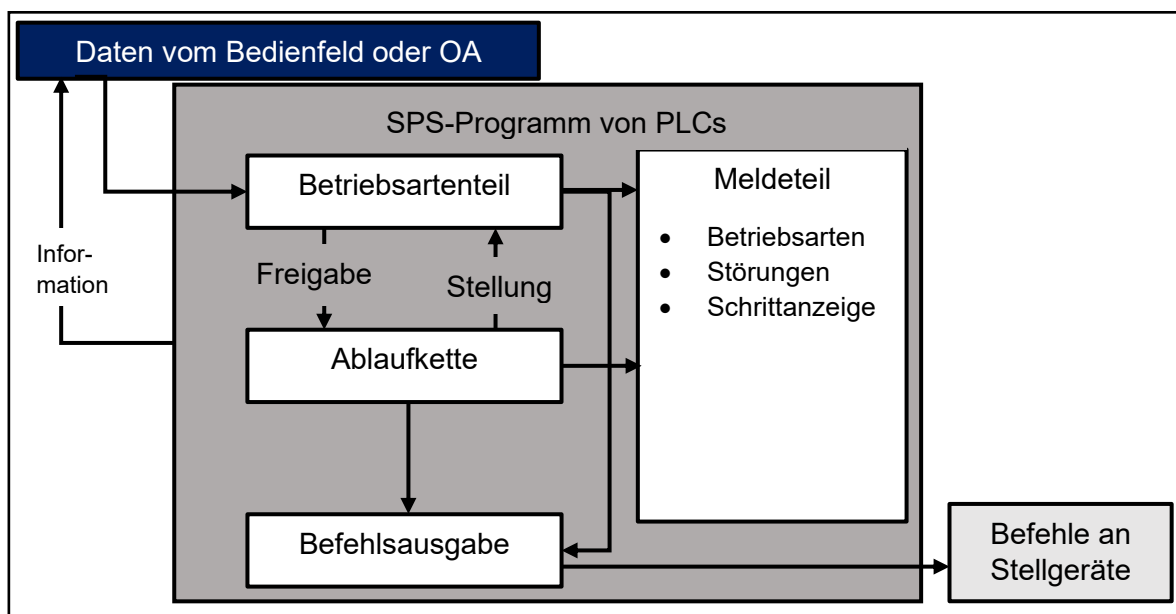 Daten vom Bedienfeld oder OA
SPS-Programm von PLCs
Betriebsartenteil
Meldeteil
• Betriebsarten
• Störungen
• Schrittanzeige
Infor-
mation
Freigabe
Stellung
Ablaufkette
Befehlsausgabe
Befehle an
Stellgeräte